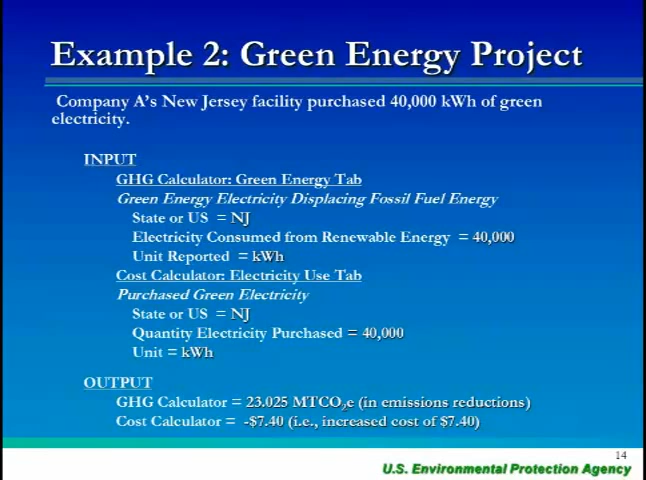 Example 2: Green Energy Project
Company A's New Jersey facility purchased 40,000 kWh of green
electricity.
INPUT
GHG Calculator: Green Energy Tab
Green Energy Electricity Displacing Fossil Fuel Energy
State or US = NJ
Electricity Consumed from Renewable Energy = 40,000
Unit Reported = kWh
Cost Calculator: Electricity Use Tab
Purchased Green Electricity
State or US = NJ
Quantity Electricity Purchased = 40,000
Unit = kWh
OUTPUT
GHG Calculator = 23.025 MTCO₂e (in emissions reductions)
Cost Calculator = -$7.40 (i.e., increased cost of $7.40)
14
U.S. Environmental Protection Agency